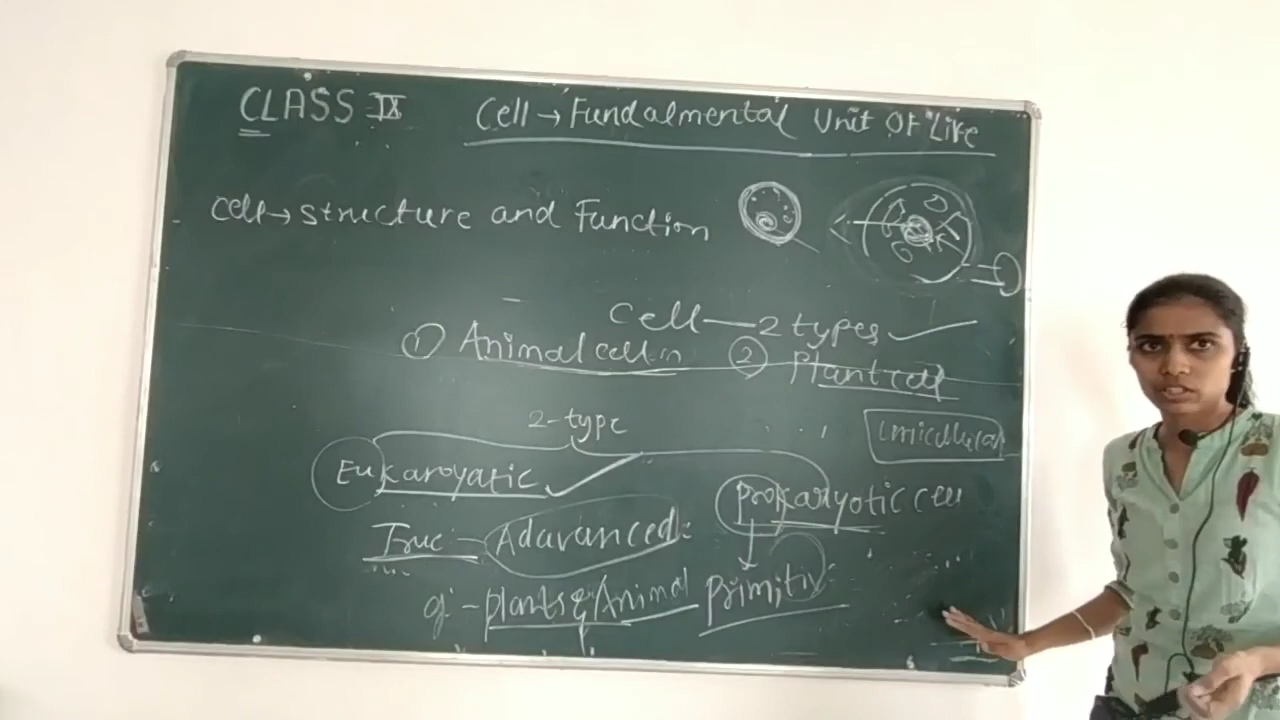 CLASS IX
Cell → Fundalmental Unit Of Life
Cell → structure and Function
Cell — 2 types
① Animal cell
② Plant cell
2-type
Unicellular
Eukaroyatic
Prokaryotic cell
True - Adavanced
g: - plants & Animal
Primitiv